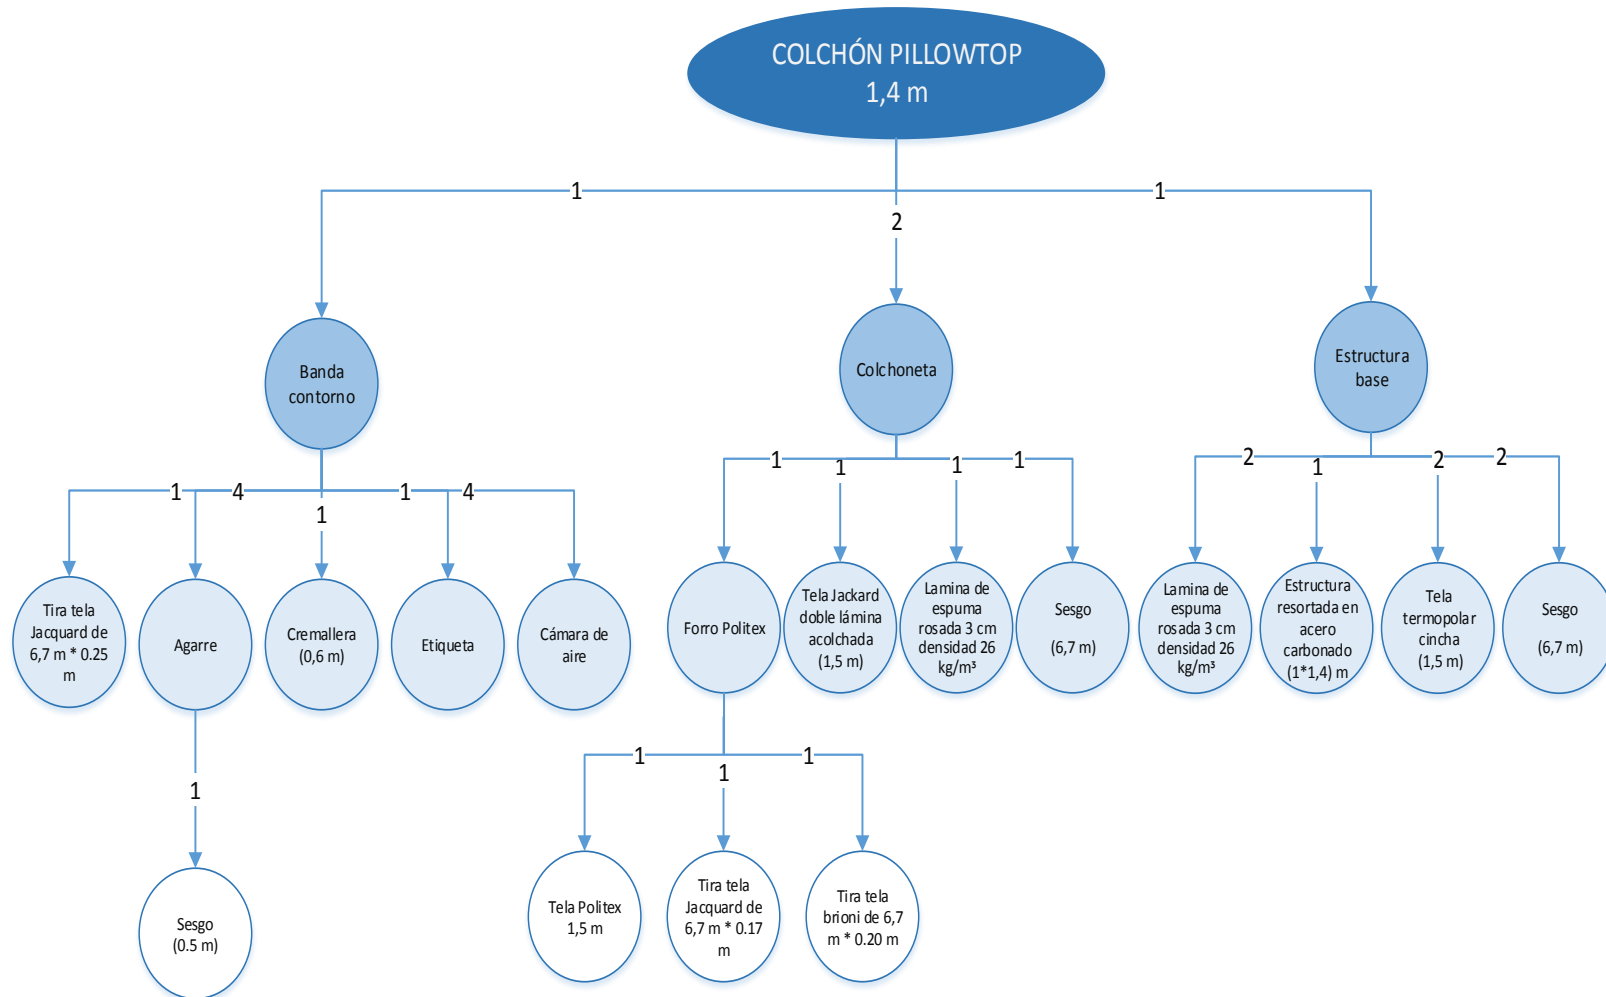 COLCHÓN PILLOWTOP
1,4 m
1
1
2
Banda
contorno
Colchoneta
Estructura
base
1
4
1
1
4
1
1
1
1
2
1
2
2
Tira tela
Jacquard de
6,7 m * 0.25
m
Agarre
Cremallera
(0,6 m)
Etiqueta
Cámara de
aire
Forro Politex
Tela Jackard
doble lámina
acolchada
(1,5 m)
Lamina de
espuma
rosada 3 cm
densidad 26
kg/m³
Sesgo
(6,7 m)
Lamina de
espuma
rosada 3 cm
densidad 26
kg/m³
Estructura
resortada en
acero
carbonado
(1*1,4) m
Tela
termopolar
cincha
(1,5 m)
Sesgo
(6,7 m)
1
1
1
1
Sesgo
(0.5 m)
Tela Politex
1,5 m
Tira tela
Jacquard de
6,7 m * 0.17
m
Tira tela
brioni de 6,7
m * 0.20 m